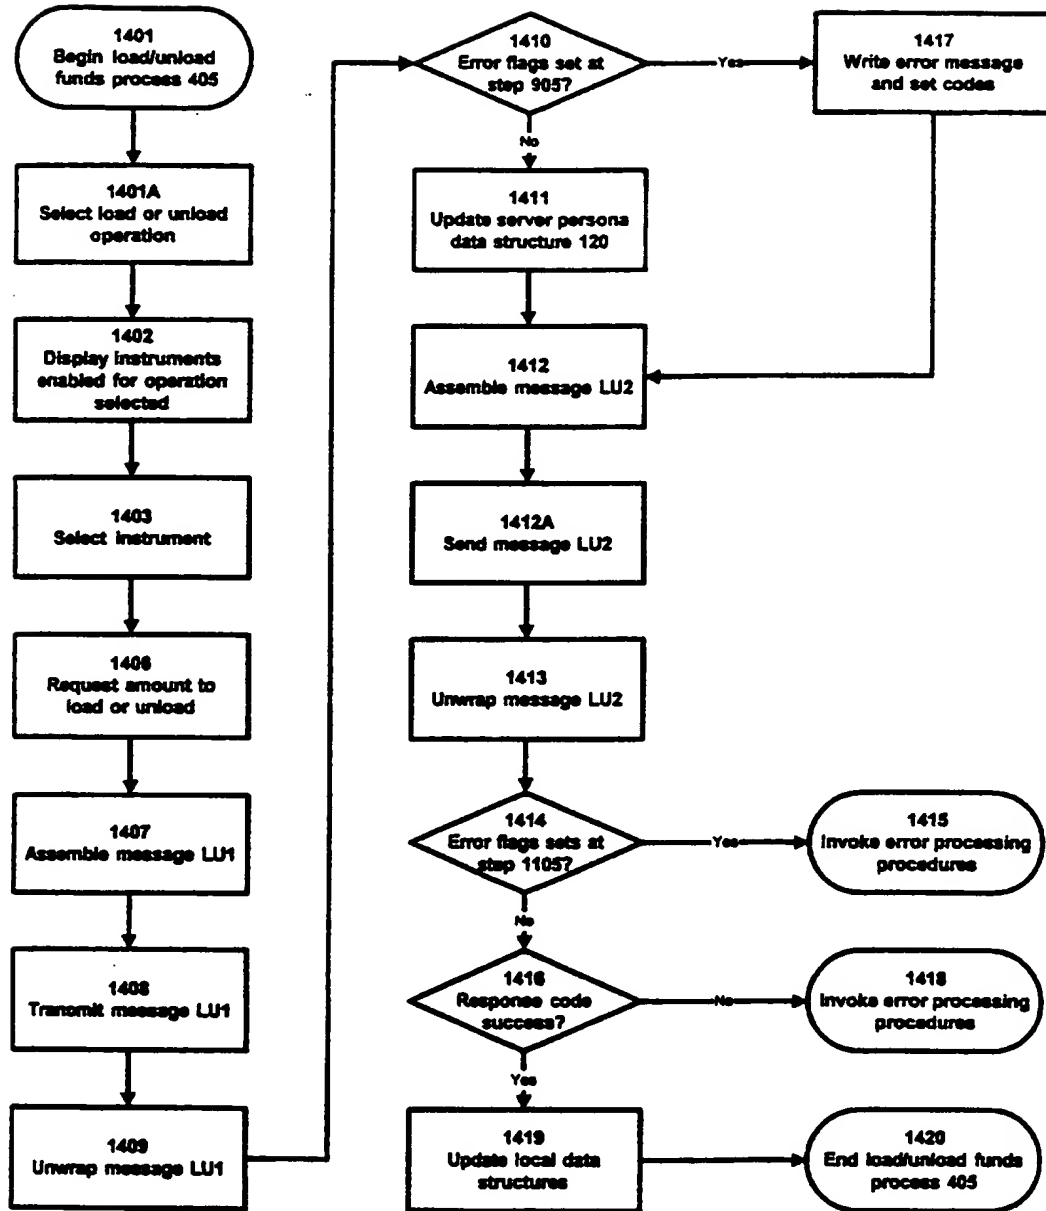 1401
Begin load/unload
funds process 405
1401A
Select load or unload
operation
1402
Display instruments
enabled for operation
selected
1403
Select instrument
1406
Request amount to
load or unload
1407
Assemble message LU1
1408
Transmit message LU1
1409
Unwrap message LU1
1410
Error flags set at
step 905?
Yes
No
1417
Write error message
and set codes
1411
Update server persona
data structure 120
1412
Assemble message LU2
1412A
Send message LU2
1413
Unwrap message LU2
1414
Error flags sets at
step 1105?
Yes
No
1415
Invoke error processing
procedures
1416
Response code
success?
No
Yes
1418
Invoke error processing
procedures
1419
Update local data
structures
1420
End load/unload funds
process 405